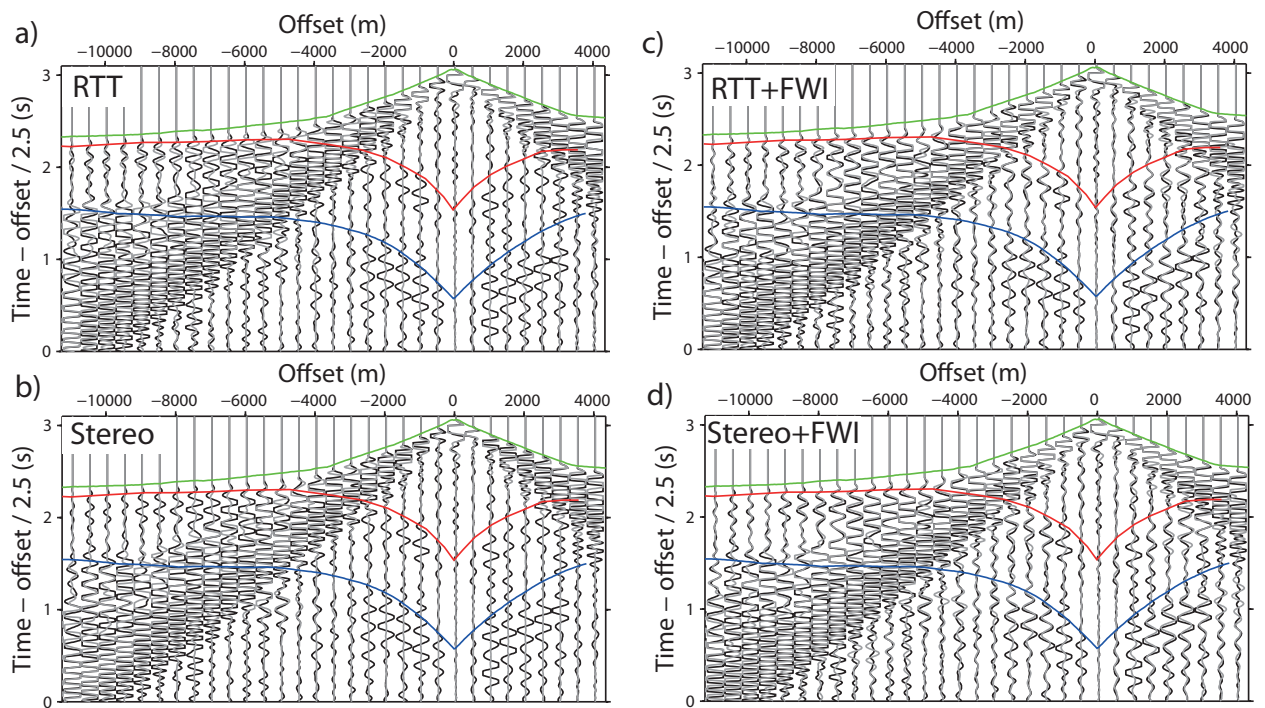 a)
Offset (m)
−10000 −8000 −6000 −4000 −2000 0 2000 4000
RTT
Time – offset / 2.5 (s)
3
2
1
0
c)
Offset (m)
−10000 −8000 −6000 −4000 −2000 0 2000 4000
RTT+FWI
Time – offset / 2.5 (s)
3
2
1
0
b)
Offset (m)
−10000 −8000 −6000 −4000 −2000 0 2000 4000
Stereo
Time – offset / 2.5 (s)
3
2
1
0
d)
Offset (m)
−10000 −8000 −6000 −4000 −2000 0 2000 4000
Stereo+FWI
Time – offset / 2.5 (s)
3
2
1
0